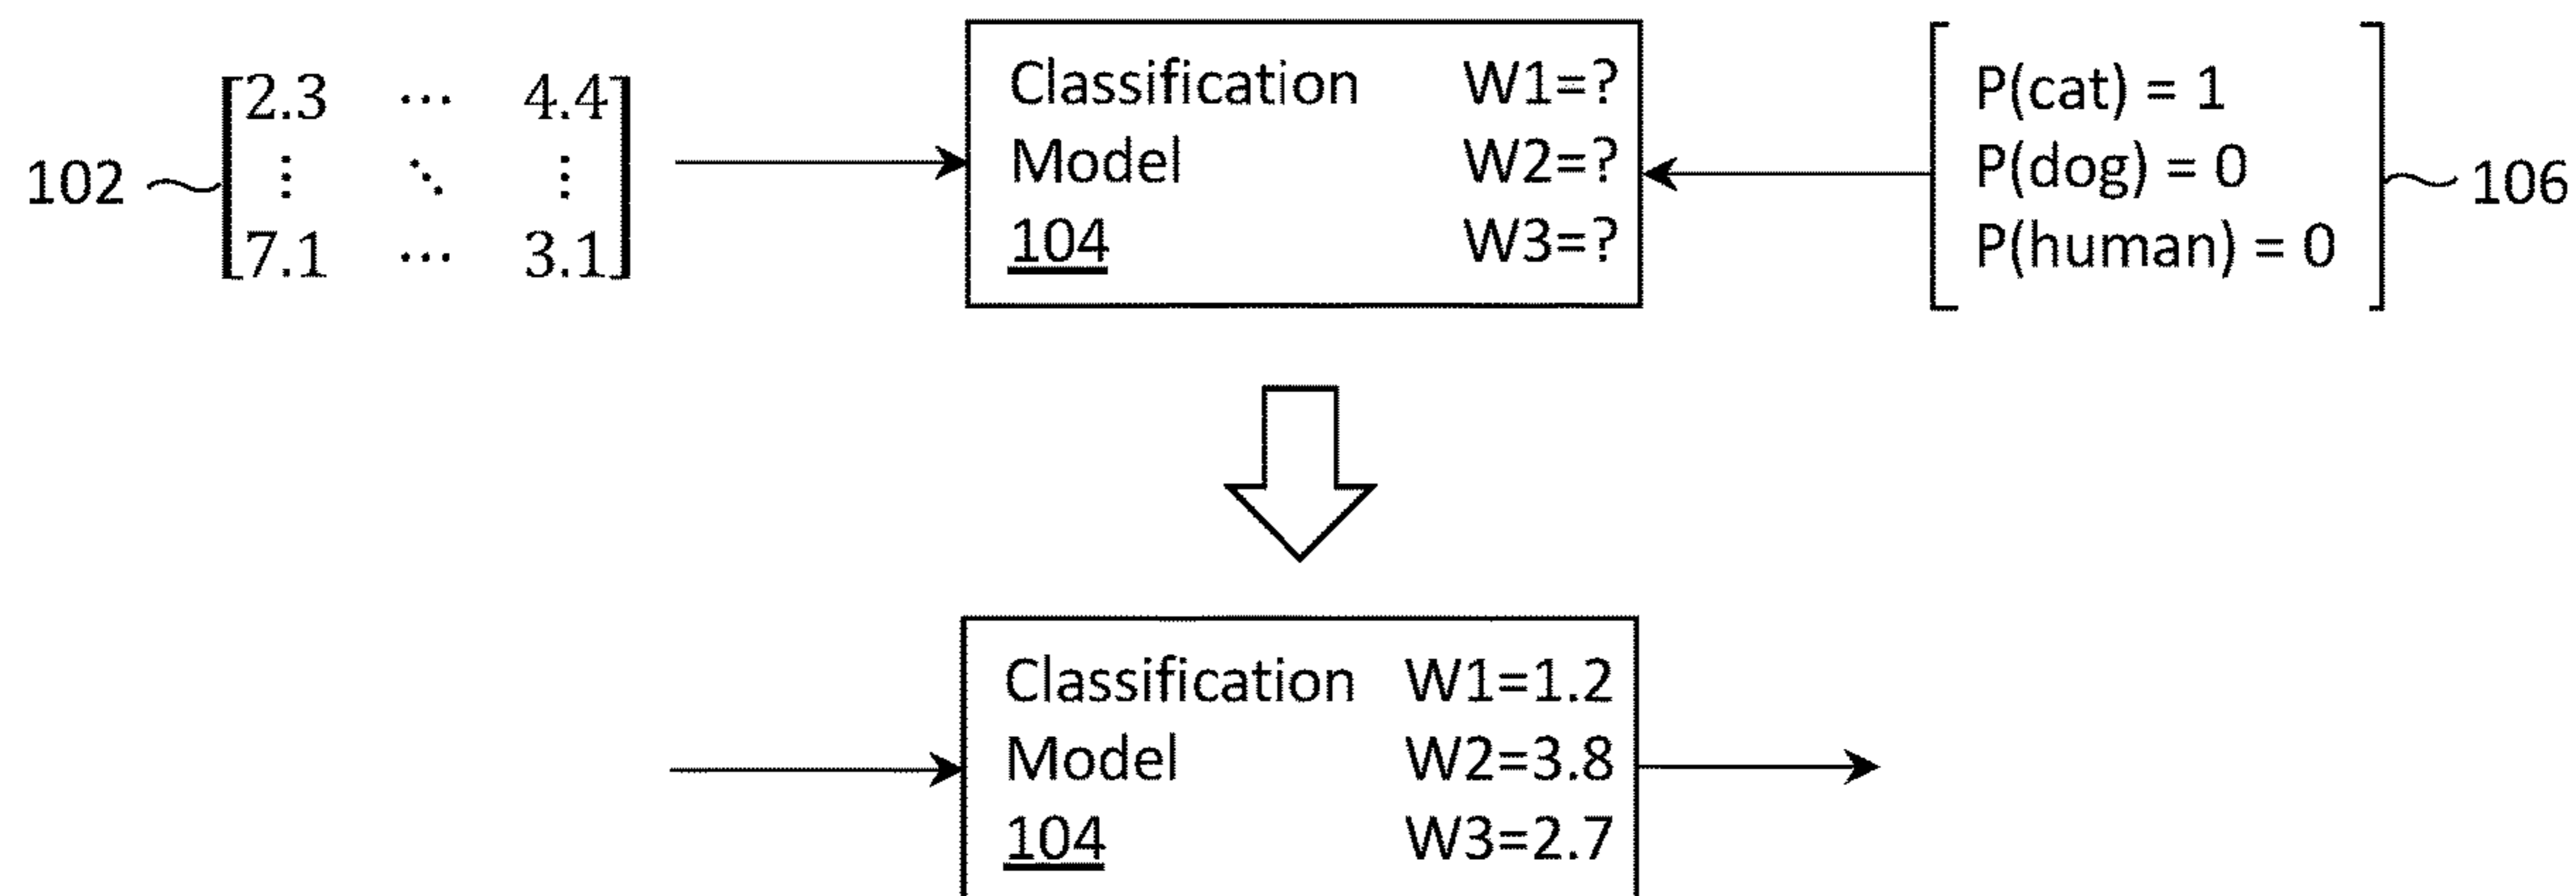 102
2.3 ⋯ 4.4
⋮ ⋱ ⋮
7.1 ⋯ 3.1
Classification W1=?
Model W2=?
104 W3=?
P(cat) = 1
P(dog) = 0
P(human) = 0
106
Classification W1=1.2
Model W2=3.8
104 W3=2.7